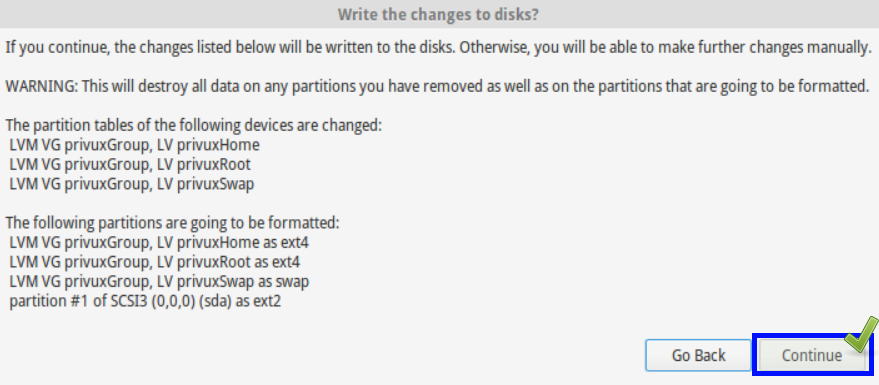 Write the changes to disks?
If you continue, the changes listed below will be written to the disks. Otherwise, you will be able to make further changes manually.
WARNING: This will destroy all data on any partitions you have removed as well as on the partitions that are going to be formatted.
The partition tables of the following devices are changed:
LVM VG privuxGroup, LV privuxHome
LVM VG privuxGroup, LV privuxRoot
LVM VG privuxGroup, LV privuxSwap
The following partitions are going to be formatted:
LVM VG privuxGroup, LV privuxHome as ext4
LVM VG privuxGroup, LV privuxRoot as ext4
LVM VG privuxGroup, LV privuxSwap as swap
partition #1 of SCSI3 (0,0,0) (sda) as ext2
Go Back
Continue